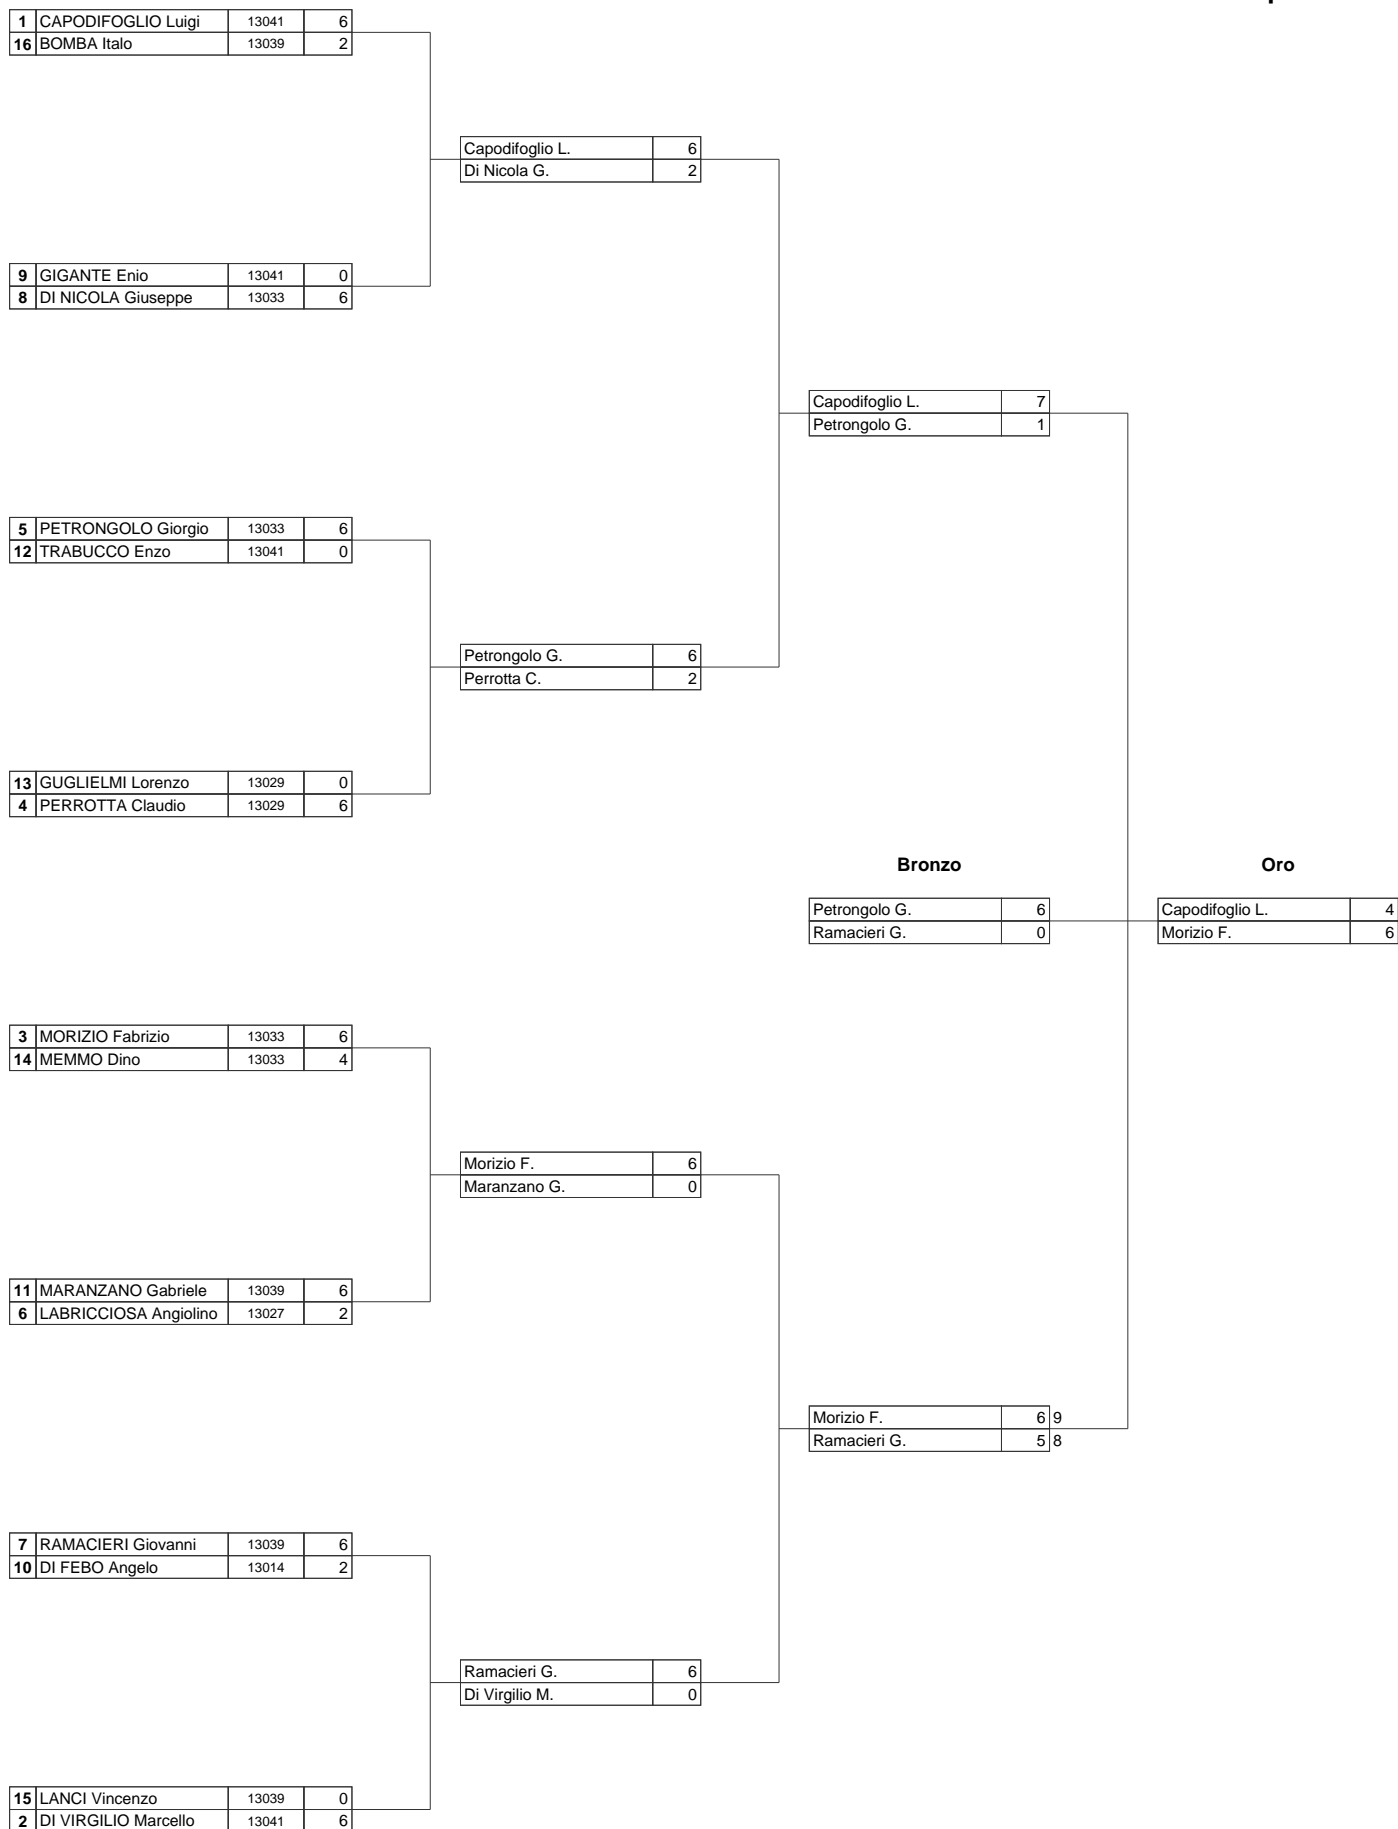 1 CAPODIFOGLIO Luigi 13041 6
16 BOMBA Italo 13039 2
Capodifoglio L. 6
Di Nicola G. 2
9 GIGANTE Enio 13041 0
8 DI NICOLA Giuseppe 13033 6
Capodifoglio L. 7
Petrongolo G. 1
5 PETRONGOLO Giorgio 13033 6
12 TRABUCCO Enzo 13041 0
Petrongolo G. 6
Perrotta C. 2
13 GUGLIELMI Lorenzo 13029 0
4 PERROTTA Claudio 13029 6
Bronzo Oro
Petrongolo G. 6 Capodifoglio L. 4
Ramacieri G. 0 Morizio F. 6
3 MORIZIO Fabrizio 13033 6
14 MEMMO Dino 13033 4
Morizio F. 6
Maranzano G. 0
11 MARANZANO Gabriele 13039 6
6 LABRICCIOSA Angiolino 13027 2
Morizio F. 6 9
Ramacieri G. 5 8
7 RAMACIERI Giovanni 13039 6
10 DI FEBO Angelo 13014 2
Ramacieri G. 6
Di Virgilio M. 0
15 LANCI Vincenzo 13039 0
2 DI VIRGILIO Marcello 13041 6